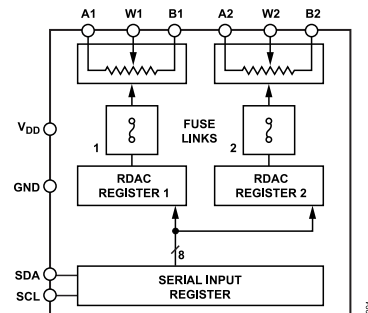 A1 W1 B1 A2 W2 B2
V_DD
1
FUSE
LINKS
2
GND
RDAC
REGISTER 1
RDAC
REGISTER 2
8
SDA
SCL
SERIAL INPUT
REGISTER